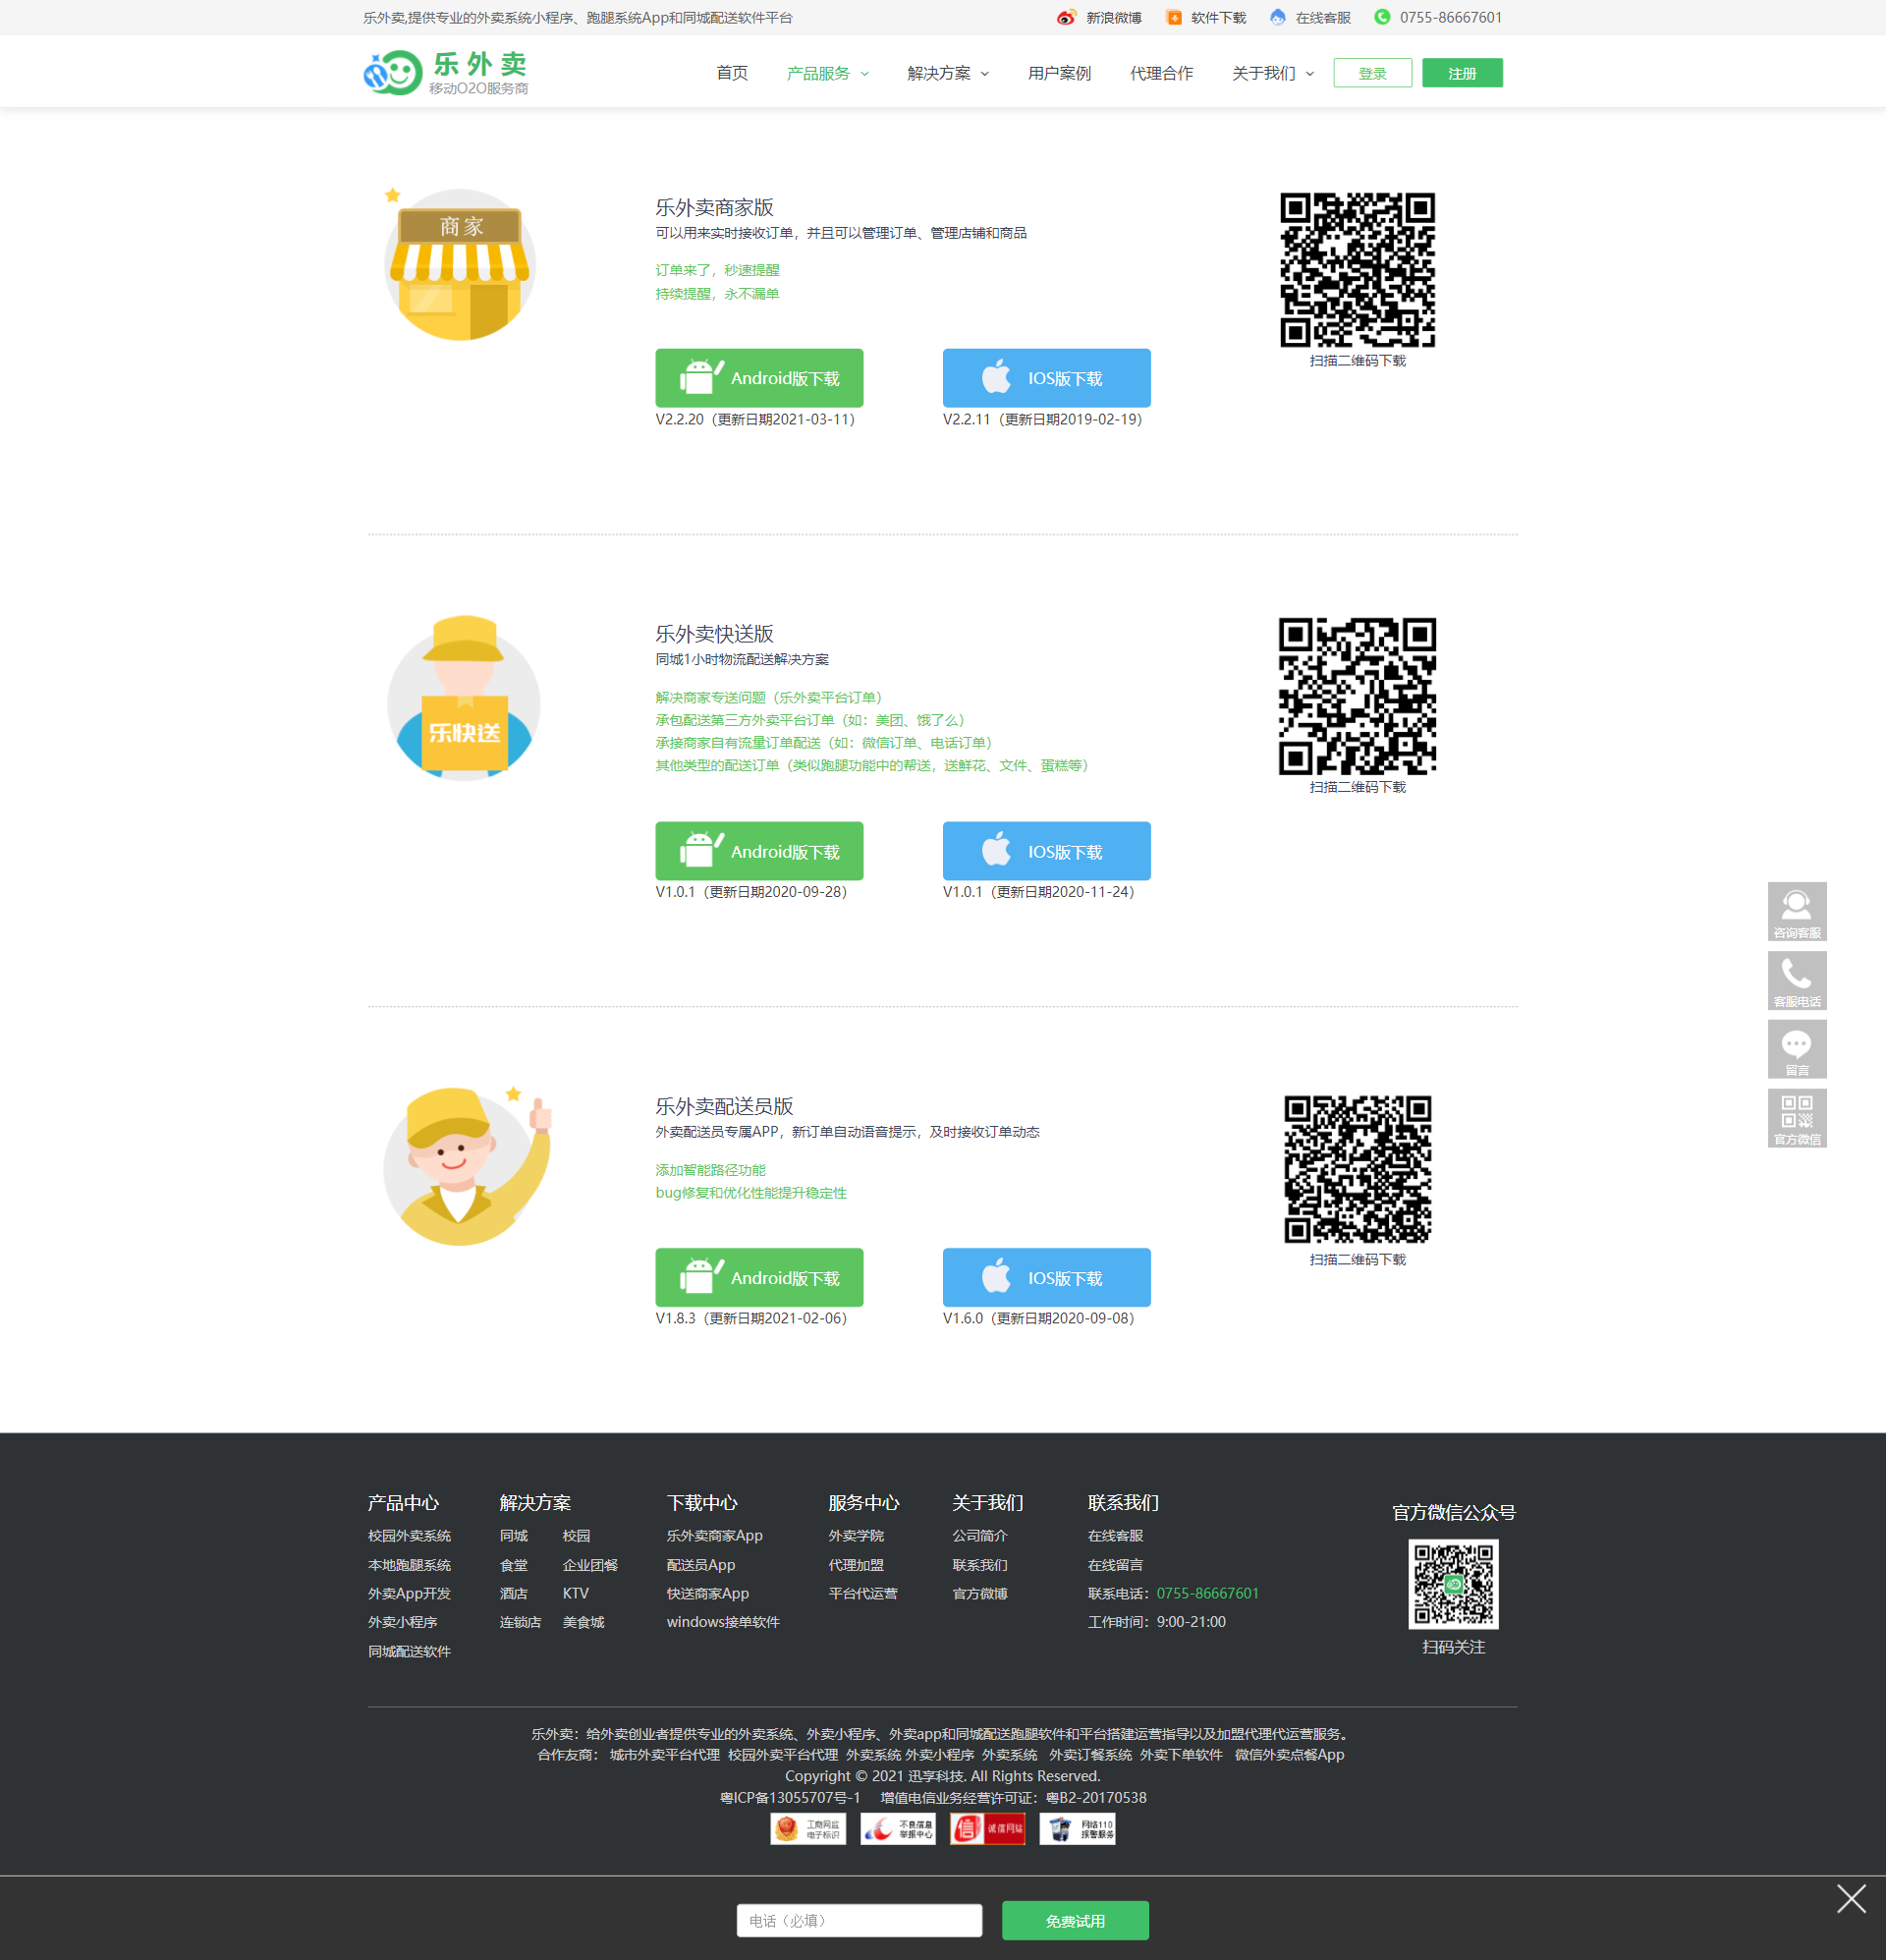 乐外卖,提供专业的外卖系统小程序、跑腿系统App和同城配送软件平台
新浪微博 软件下载 在线客服 0755-86667601
乐外卖
移动O2O服务商
首页 产品服务 解决方案 用户案例 代理合作 关于我们 登录 注册
商家
乐外卖商家版
可以用来实时接收订单，并且可以管理订单、管理店铺和商品
订单来了，秒速提醒
持续提醒，永不漏单
Android版下载 IOS版下载
V2.2.20（更新日期2021-03-11） V2.2.11（更新日期2019-02-19）
扫描二维码下载
乐快送
乐外卖快送版
同城1小时物流配送解决方案
解决商家专送问题（乐外卖平台订单）
承包配送第三方外卖平台订单（如：美团、饿了么）
承接商家自有流量订单配送（如：微信订单、电话订单）
其他类型的配送订单（类似跑腿功能中的帮送，送鲜花、文件、蛋糕等）
Android版下载 IOS版下载
V1.0.1（更新日期2020-09-28） V1.0.1（更新日期2020-11-24）
扫描二维码下载
咨询客服
客服电话
留言
官方微信
乐外卖配送员版
外卖配送员专属APP，新订单自动语音提示，及时接收订单动态
添加智能路径功能
bug修复和优化性能提升稳定性
Android版下载 IOS版下载
V1.8.3（更新日期2021-02-06） V1.6.0（更新日期2020-09-08）
扫描二维码下载
产品中心 解决方案 下载中心 服务中心 关于我们 联系我们 官方微信公众号
校园外卖系统 同城 校园 乐外卖商家App 外卖学院 公司简介 在线客服
本地跑腿系统 食堂 企业团餐 配送员App 代理加盟 联系我们 在线留言
外卖App开发 酒店 KTV 快送商家App 平台代运营 官方微博 联系电话：0755-86667601
外卖小程序 连锁店 美食城 windows接单软件 工作时间：9:00-21:00
同城配送软件
扫码关注
乐外卖：给外卖创业者提供专业的外卖系统、外卖小程序、外卖app和同城配送跑腿软件和平台搭建运营指导以及加盟代理代运营服务。
合作友商： 城市外卖平台代理 校园外卖平台代理 外卖系统 外卖小程序 外卖系统 外卖订餐系统 外卖下单软件 微信外卖点餐App
Copyright © 2021 迅享科技. All Rights Reserved.
粤ICP备13055707号-1 增值电信业务经营许可证：粤B2-20170538
工商网监 不良信息 信 诚信网站 网络110
电子标识 举报中心 报警服务
电话（必填） 免费试用